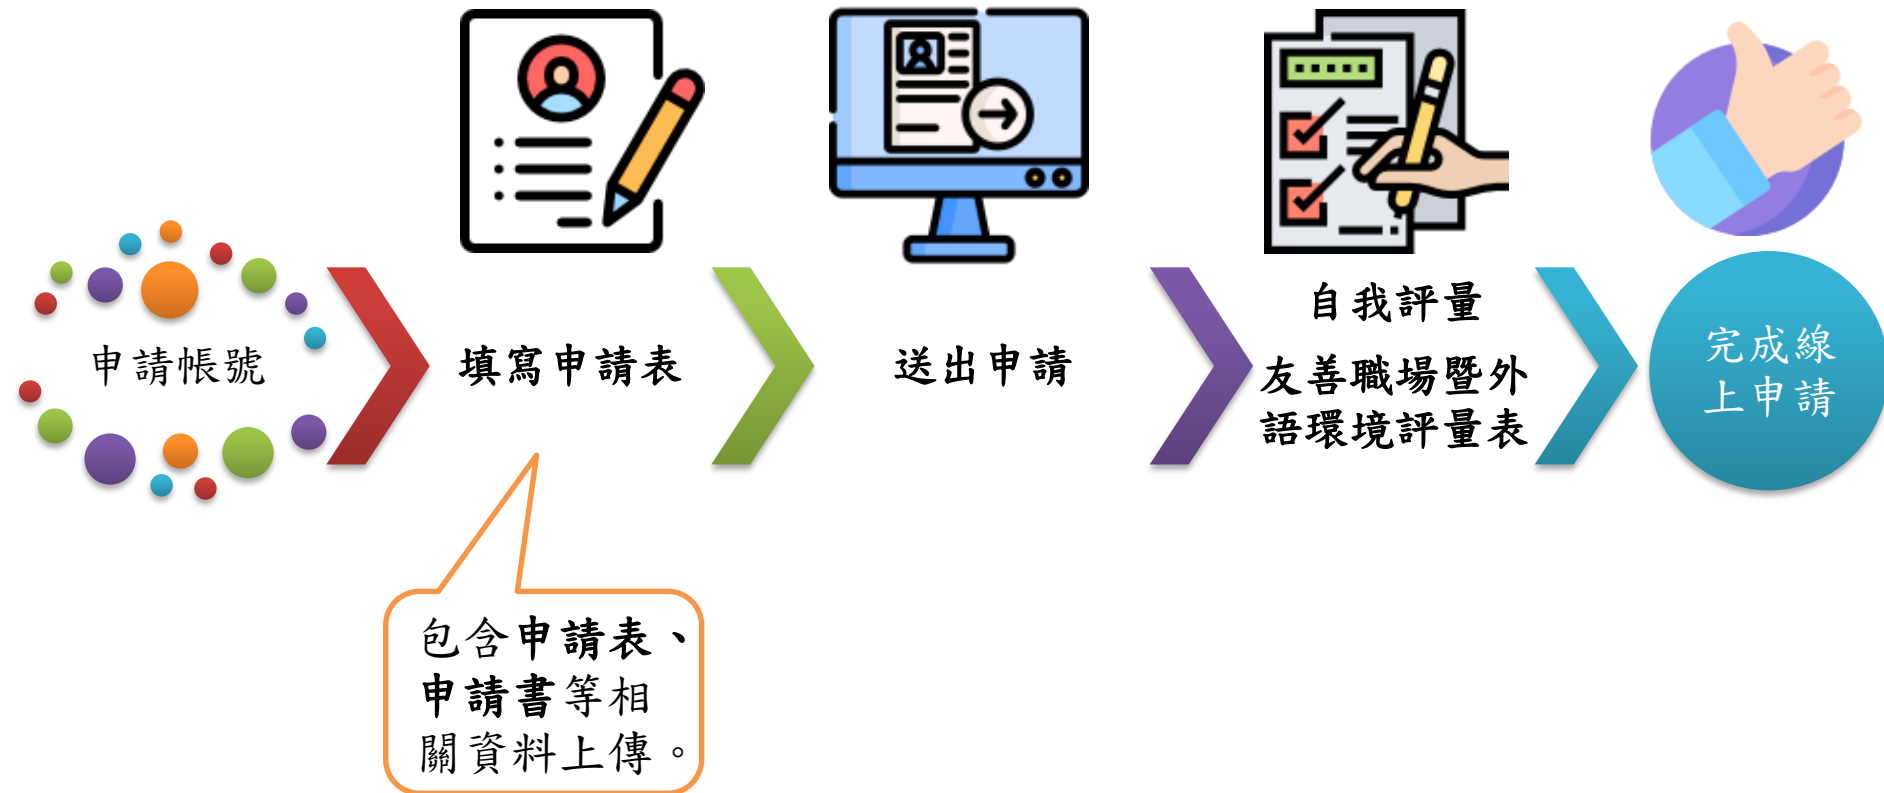 申請帳號
填寫申請表
送出申請
自我評量
友善職場暨外
語環境評量表
完成線
上申請
包含申請表、
申請書等相
關資料上傳。